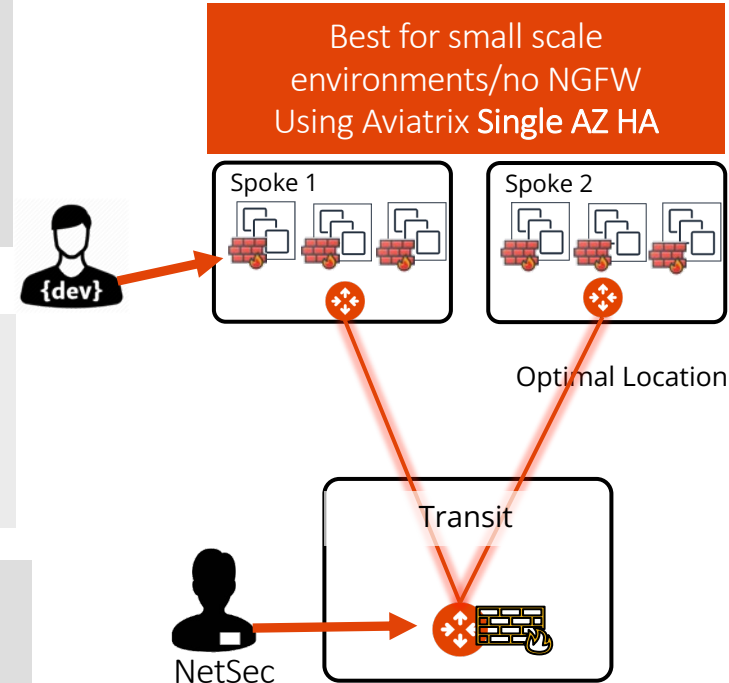 Best for small scale
environments/no NGFW
Using Aviatrix Single AZ HA
Spoke 1
Spoke 2
{dev}
Optimal Location
Transit
NetSec